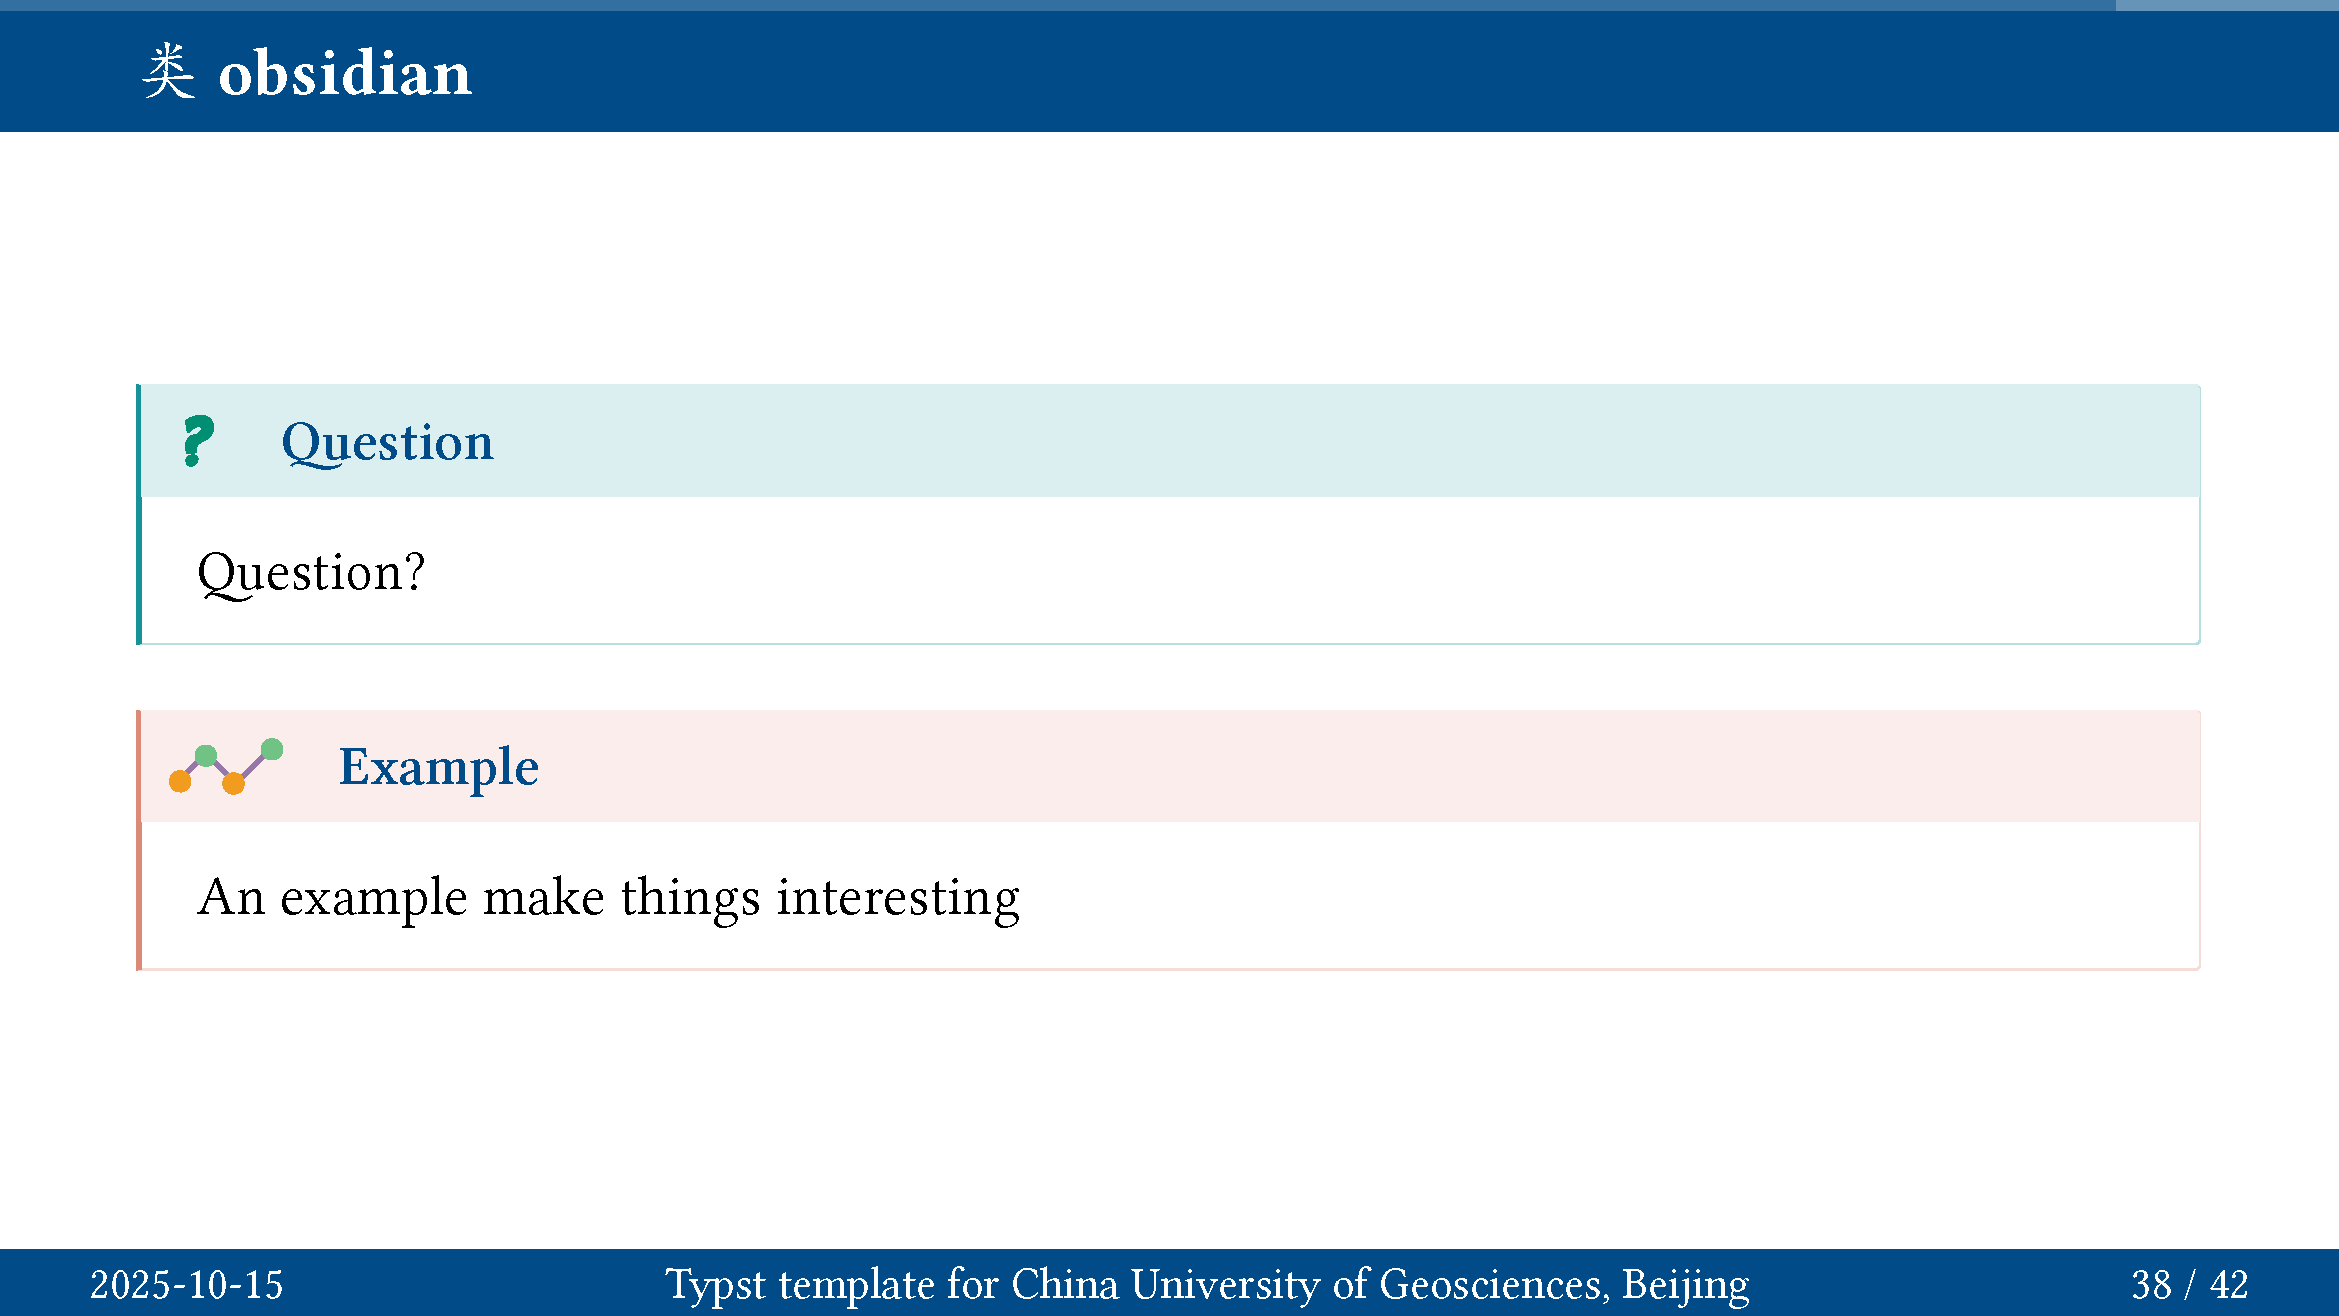 类 obsidian
? Question
Question?
Example
An example make things interesting
2025-10-15 Typst template for China University of Geosciences, Beijing 38 / 42